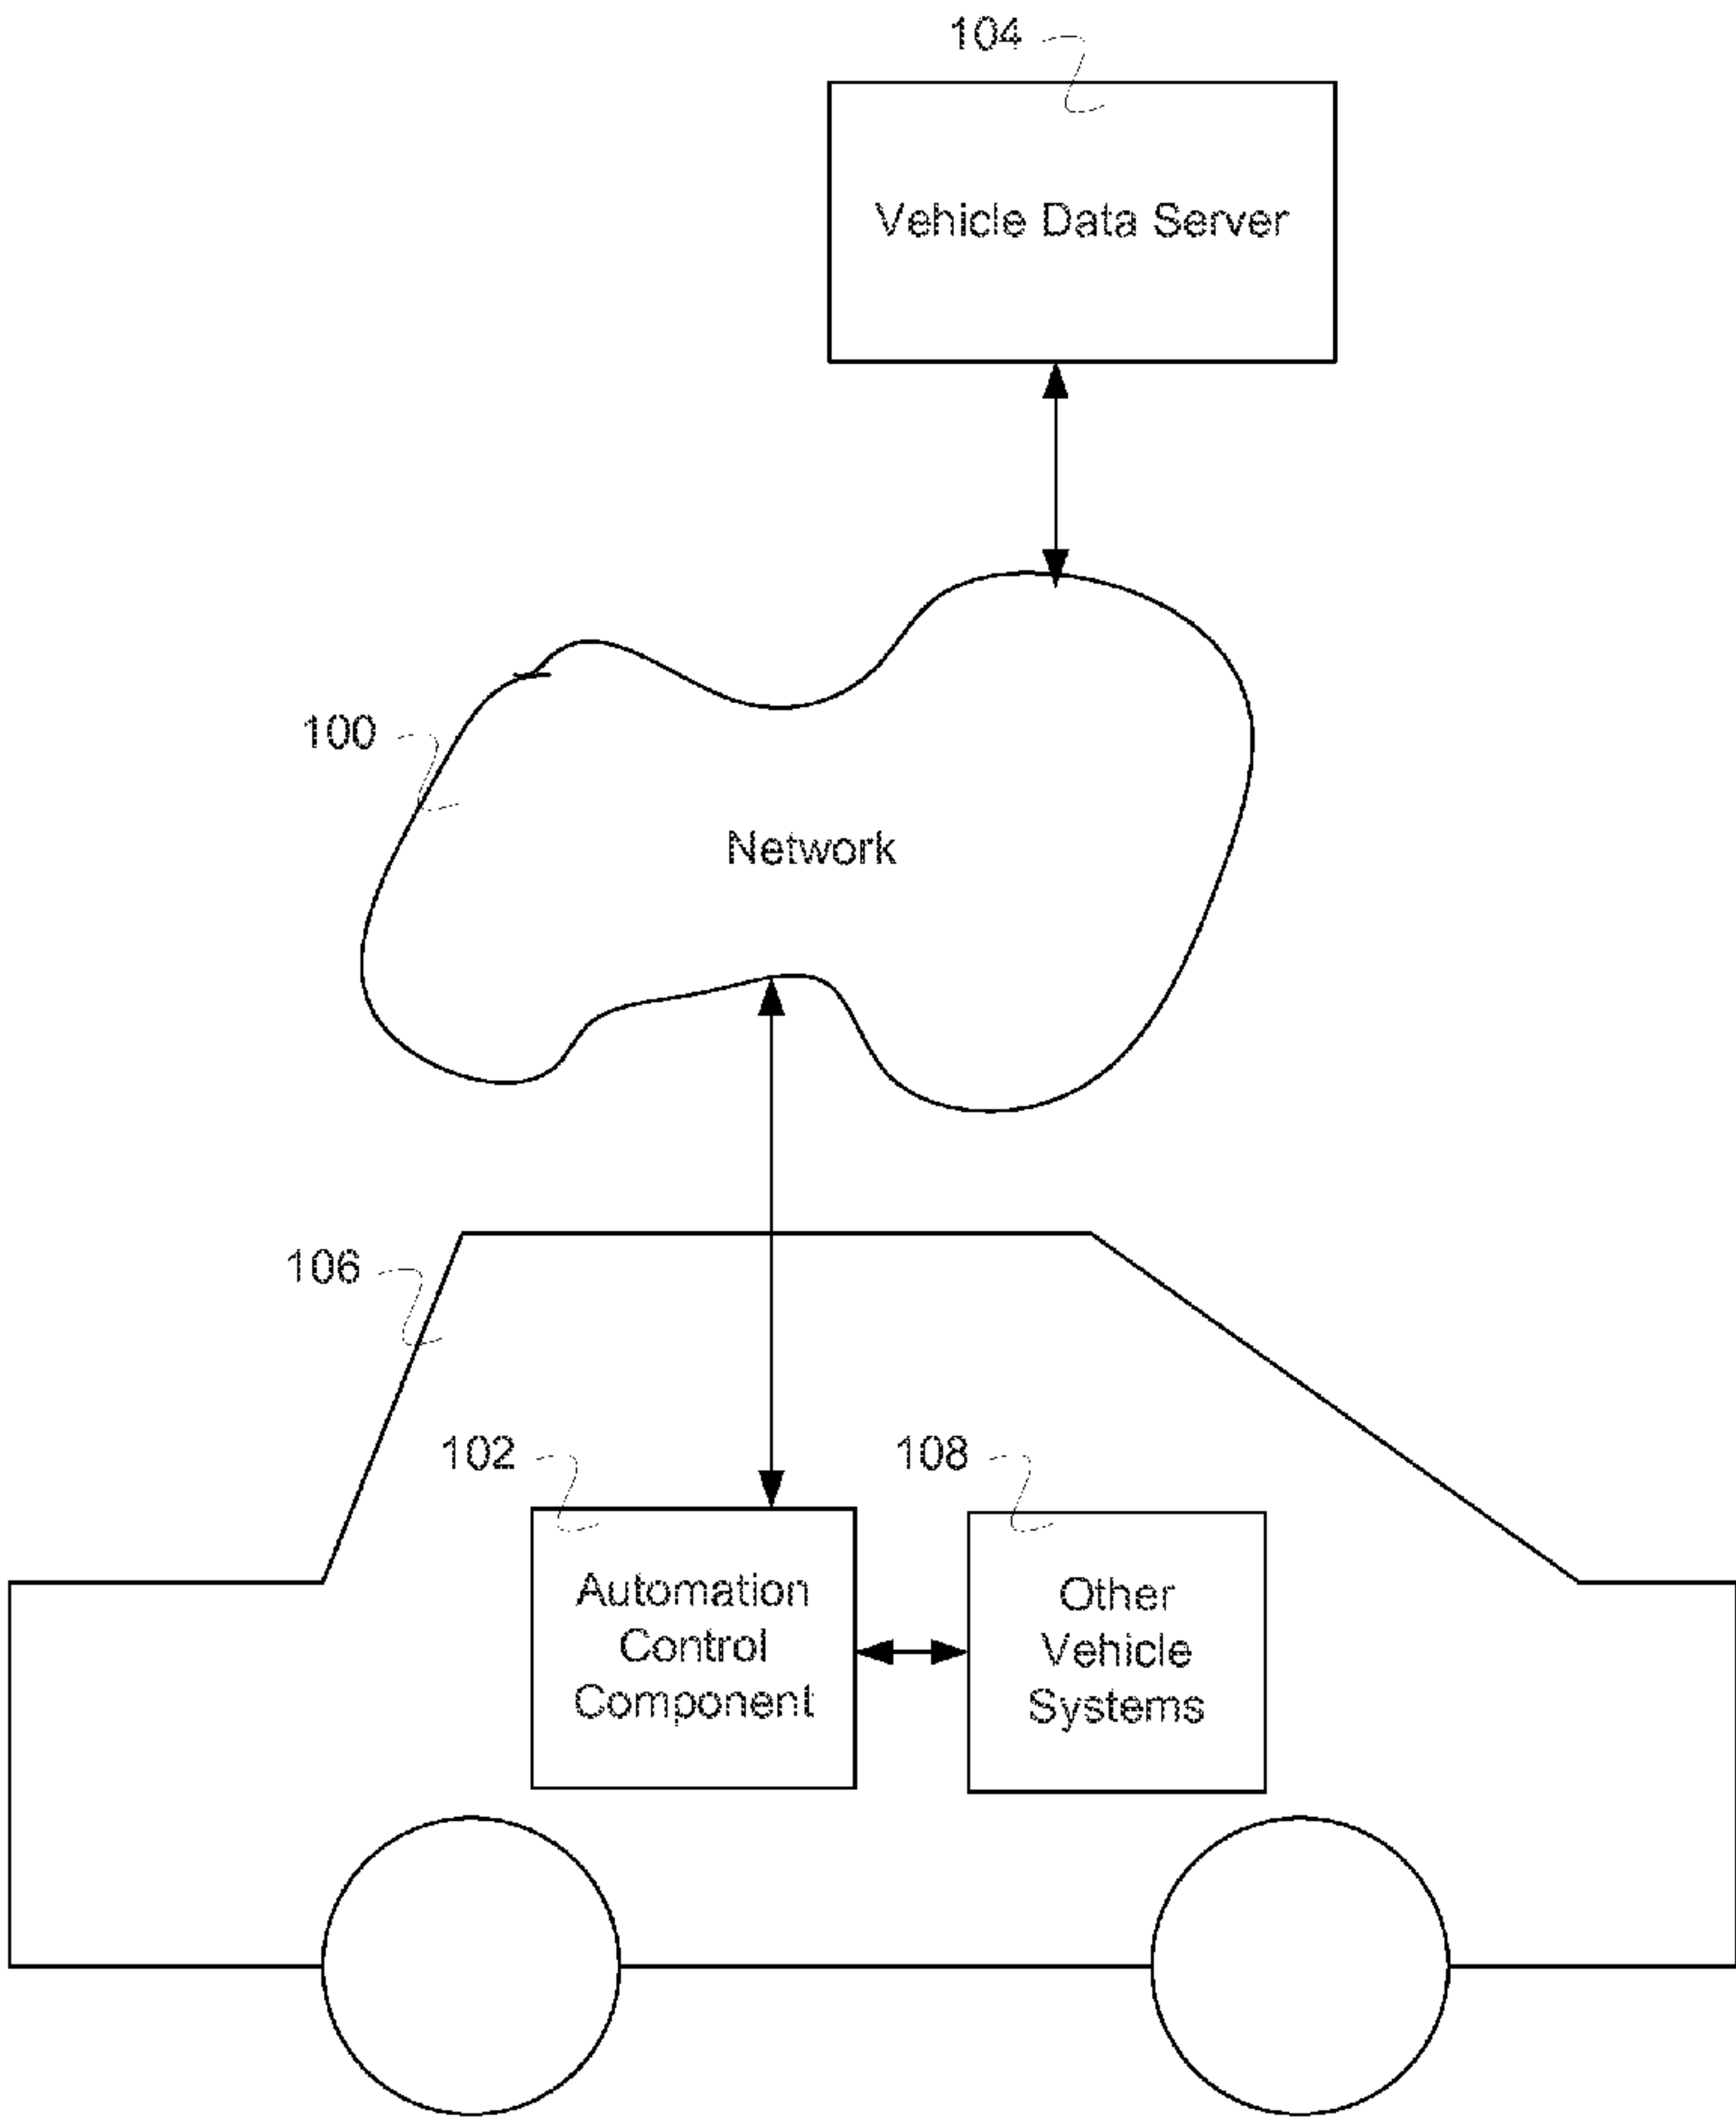 104
Vehicle Data Server
100
Network
106
102
108
Automation
Control
Component
Other
Vehicle
Systems